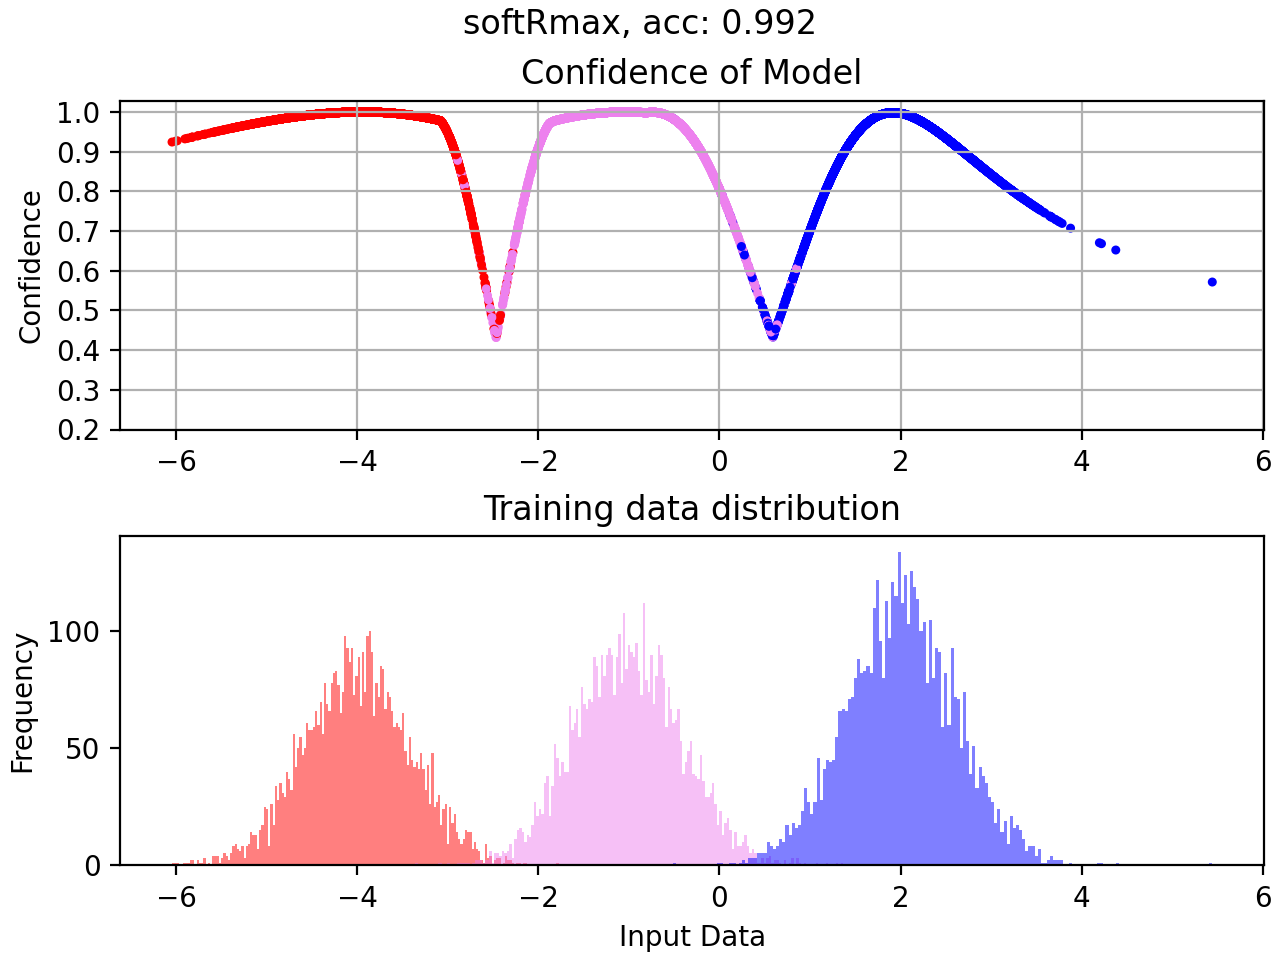 softRmax, acc: 0.992
Confidence of Model
Confidence
1.0
0.9
0.8
0.7
0.6
0.5
0.4
0.3
0.2
−6 −4 −2 0 2 4 6
Training data distribution
Frequency
100
50
0
−6 −4 −2 0 2 4 6
Input Data